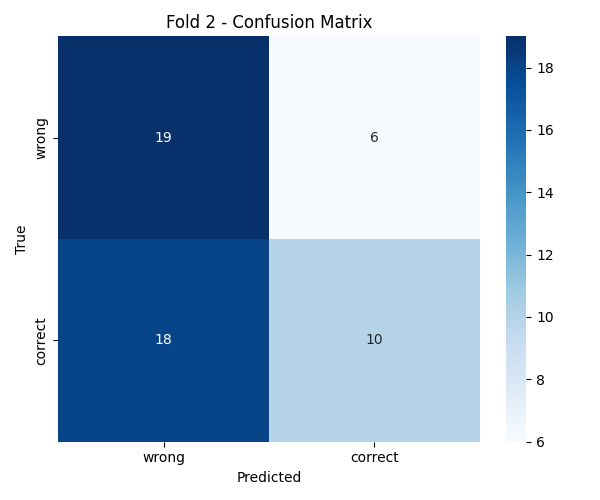 Fold 2 - Confusion Matrix
wrong
correct
True
19
6
18
10
wrong
correct
Predicted
18
16
14
12
10
8
6